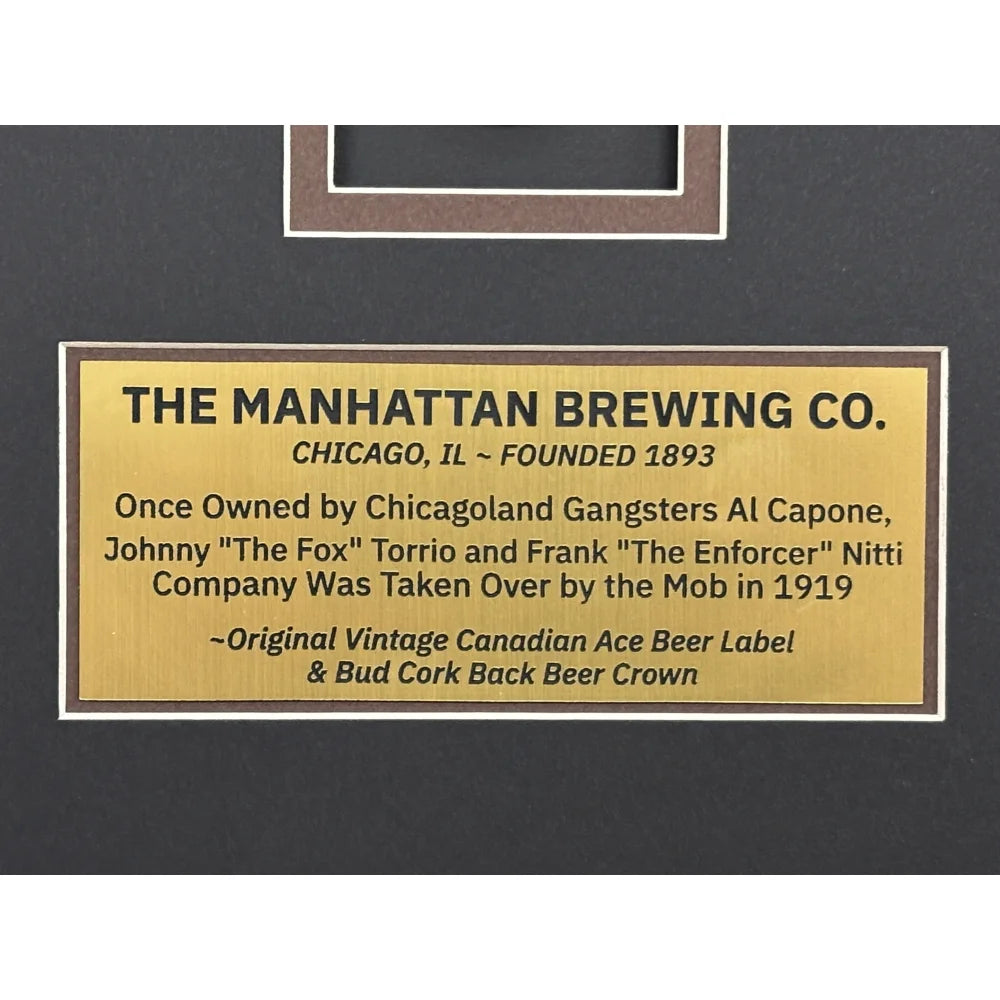 THE MANHATTAN BREWING CO.
CHICAGO, IL ~ FOUNDED 1893
Once Owned by Chicagoland Gangsters Al Capone,
Johnny "The Fox" Torrio and Frank "The Enforcer" Nitti
Company Was Taken Over by the Mob in 1919
~Original Vintage Canadian Ace Beer Label
& Bud Cork Back Beer Crown